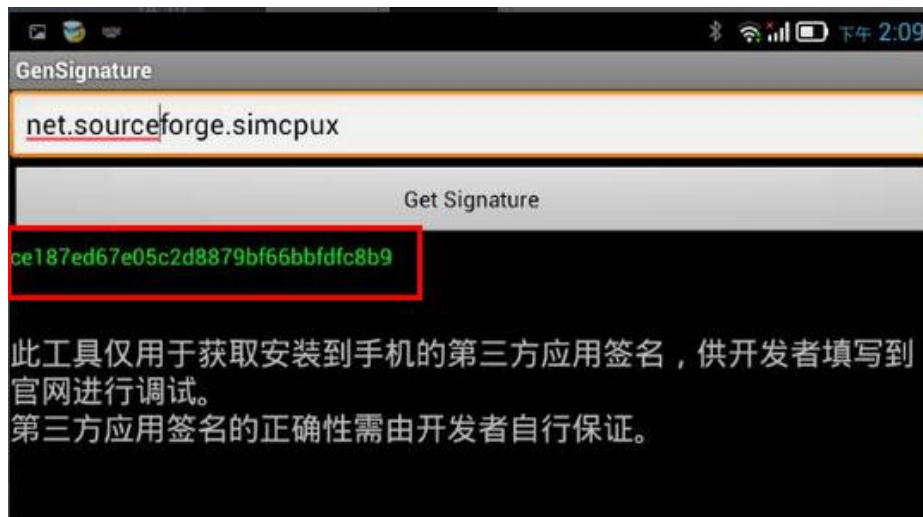 下午 2:09
GenSignature
net.sourceforge.simcpux
Get Signature
ce187ed67e05c2d8879bf66bbfdfc8b9
此工具仅用于获取安装到手机的第三方应用签名，供开发者填写到
官网进行调试。
第三方应用签名的正确性需由开发者自行保证。